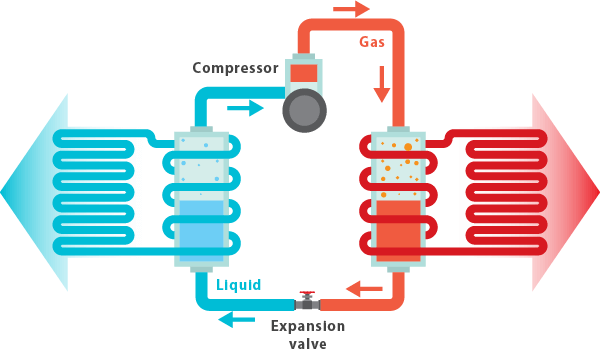 Gas
Compressor
Liquid
Expansion
valve